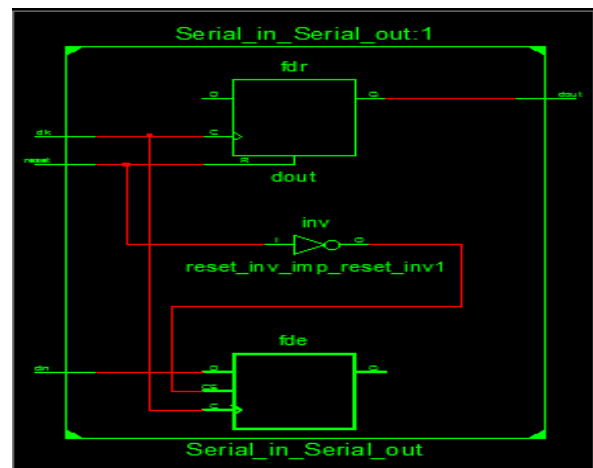 Serial_in_Serial_out:1
fdr
D
Q
dout
clk
C
reset
R
dout
inv
I
O
reset_inv_imp_reset_inv1
fde
din
D
Q
CE
C
Serial_in_Serial_out